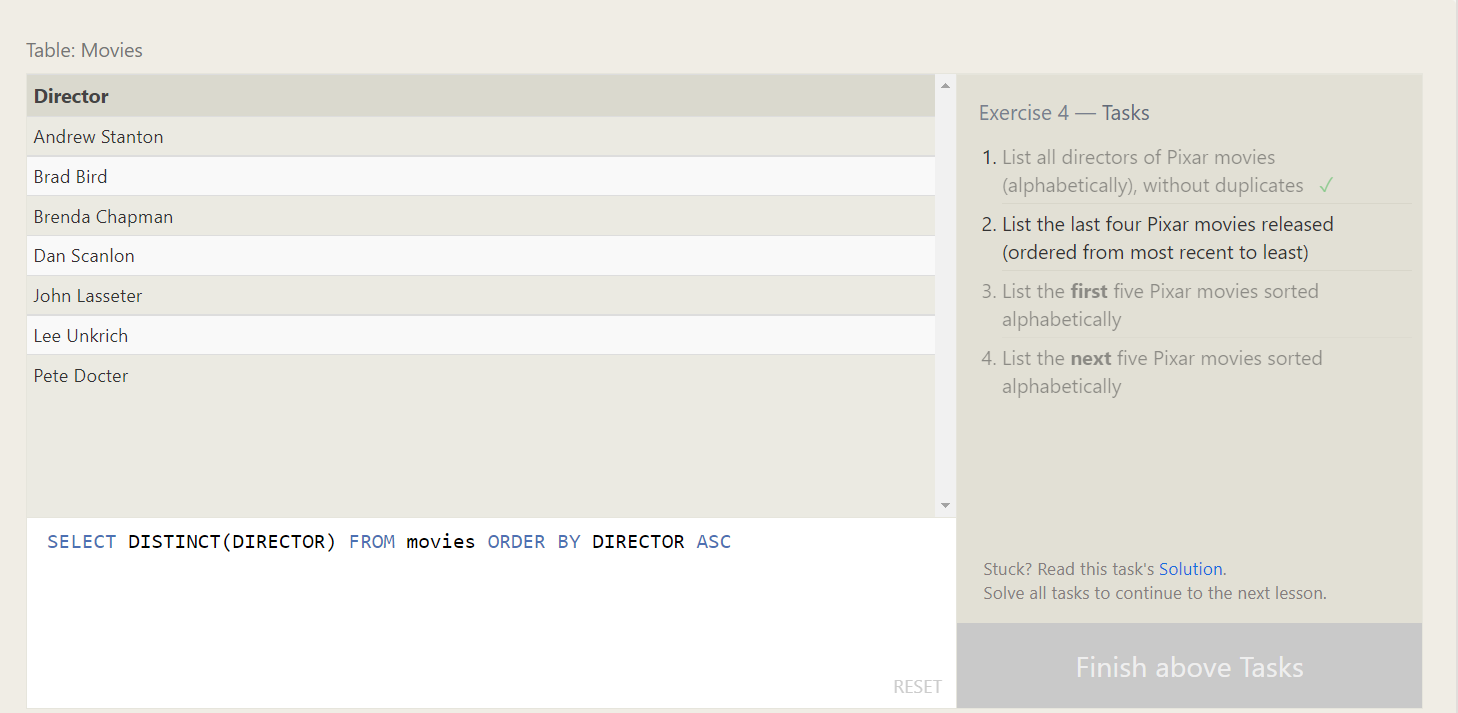 Table: Movies
Director
Andrew Stanton
Brad Bird
Brenda Chapman
Dan Scanlon
John Lasseter
Lee Unkrich
Pete Docter
SELECT DISTINCT(DIRECTOR) FROM movies ORDER BY DIRECTOR ASC
RESET
Exercise 4 — Tasks
1. List all directors of Pixar movies
(alphabetically), without duplicates ✓
2. List the last four Pixar movies released
(ordered from most recent to least)
3. List the first five Pixar movies sorted
alphabetically
4. List the next five Pixar movies sorted
alphabetically
Stuck? Read this task's Solution.
Solve all tasks to continue to the next lesson.
Finish above Tasks